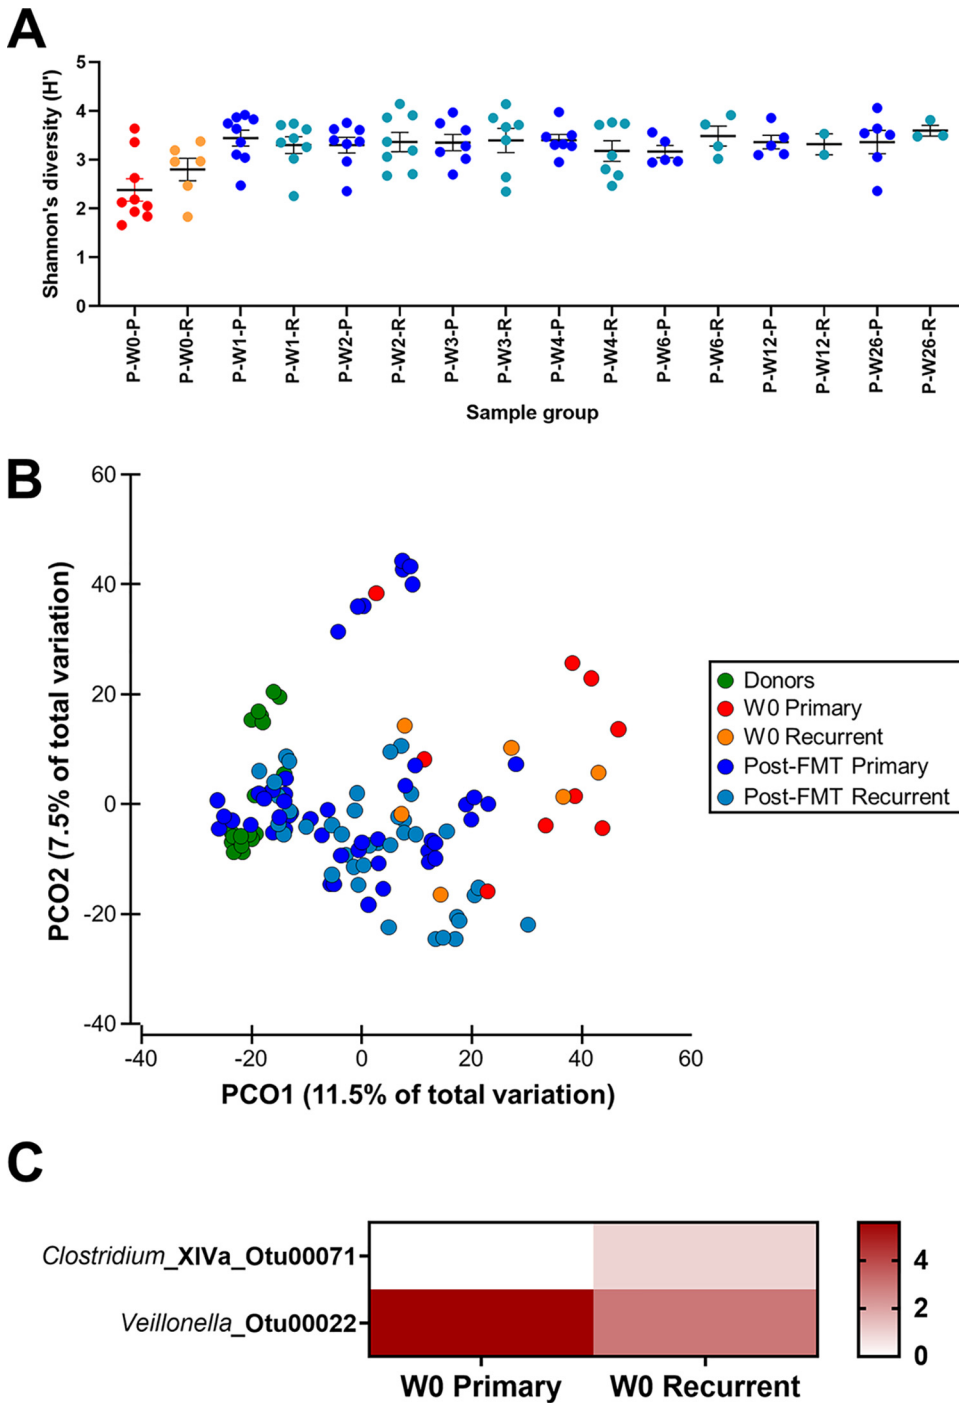 A
Shannon's diversity (H')
5
4
3
2
1
0
P-W0-P
P-W0-R
P-W1-P
P-W1-R
P-W2-P
P-W2-R
P-W3-P
P-W3-R
P-W4-P
P-W4-R
P-W6-P
P-W6-R
P-W12-P
P-W12-R
P-W26-P
P-W26-R
Sample group
B
PCO2 (7.5% of total variation)
60
40
20
0
-20
-40
-40
-20
0
20
40
60
PCO1 (11.5% of total variation)
Donors
W0 Primary
W0 Recurrent
Post-FMT Primary
Post-FMT Recurrent
C
Clostridium_XIVa_Otu00071
Veillonella_Otu00022
W0 Primary
W0 Recurrent
4
2
0